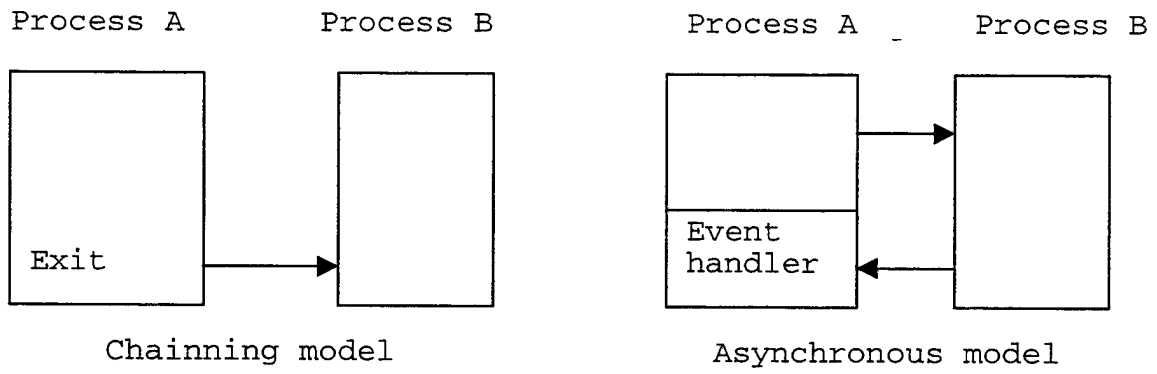 Process A
Process B
Exit
Chainning model
Process A
Process B
Event
handler
Asynchronous model